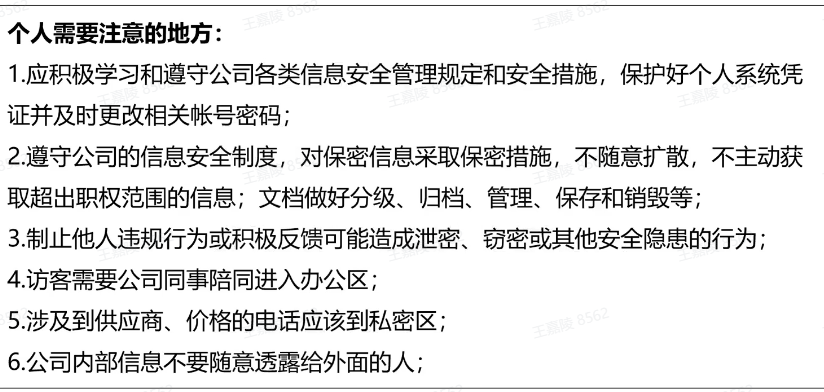 个人需要注意的地方：
1.应积极学习和遵守公司各类信息安全管理规定和安全措施，保护好个人系统凭
证并及时更改相关帐号密码；
2.遵守公司的信息安全制度，对保密信息采取保密措施，不随意扩散，不主动获
取超出职权范围的信息；文档做好分级、归档、管理、保存和销毁等；
3.制止他人违规行为或积极反馈可能造成泄密、窃密或其他安全隐患的行为；
4.访客需要公司同事陪同进入办公区；
5.涉及到供应商、价格的电话应该到私密区；
6.公司内部信息不要随意透露给外面的人；
王嘉陵 8562